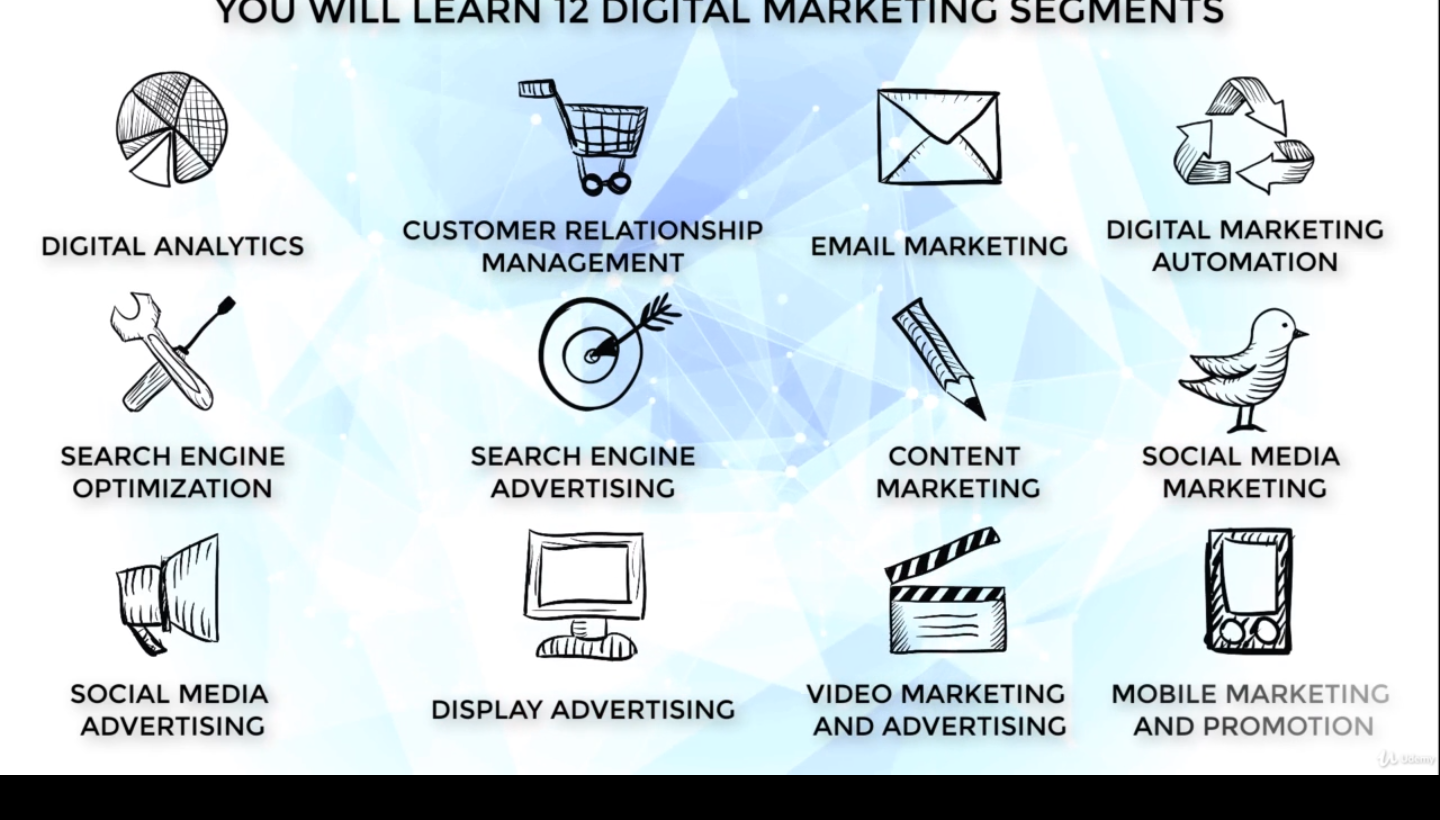 YOU WILL LEARN 12 DIGITAL MARKETING SEGMENTS
DIGITAL ANALYTICS
CUSTOMER RELATIONSHIP
MANAGEMENT
EMAIL MARKETING
DIGITAL MARKETING
AUTOMATION
SEARCH ENGINE
OPTIMIZATION
SEARCH ENGINE
ADVERTISING
CONTENT
MARKETING
SOCIAL MEDIA
MARKETING
SOCIAL MEDIA
ADVERTISING
DISPLAY ADVERTISING
VIDEO MARKETING
AND ADVERTISING
MOBILE MARKETING
AND PROMOTION
Udemy